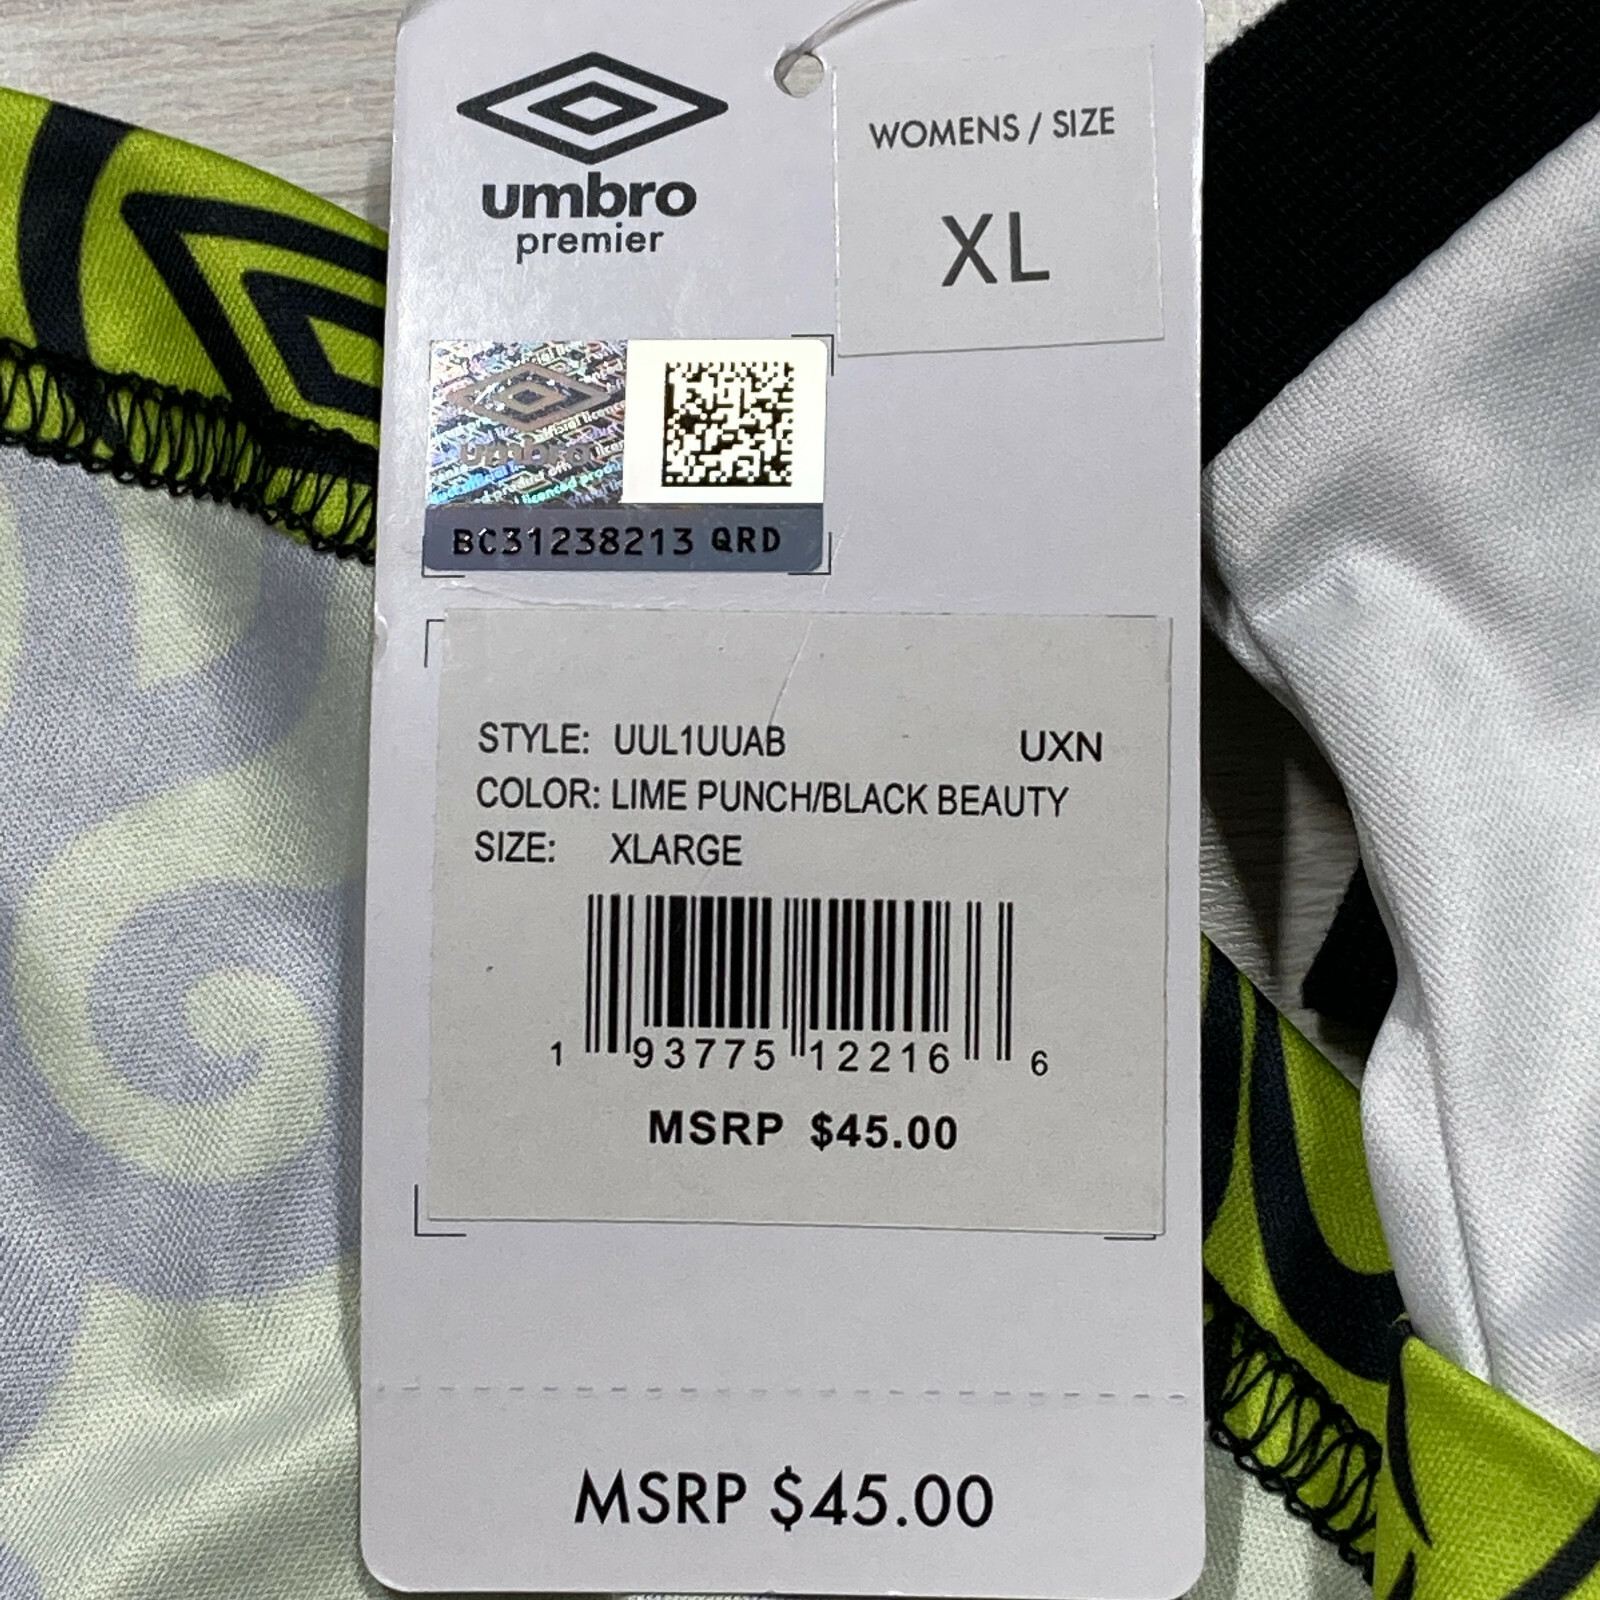 umbro
premier
WOMENS / SIZE
XL
umbro
BC31238213 QRD
STYLE: UUL1UUAB UXN
COLOR: LIME PUNCH/BLACK BEAUTY
SIZE: XLARGE
1 93775 12216 6
MSRP $45.00
MSRP $45.00